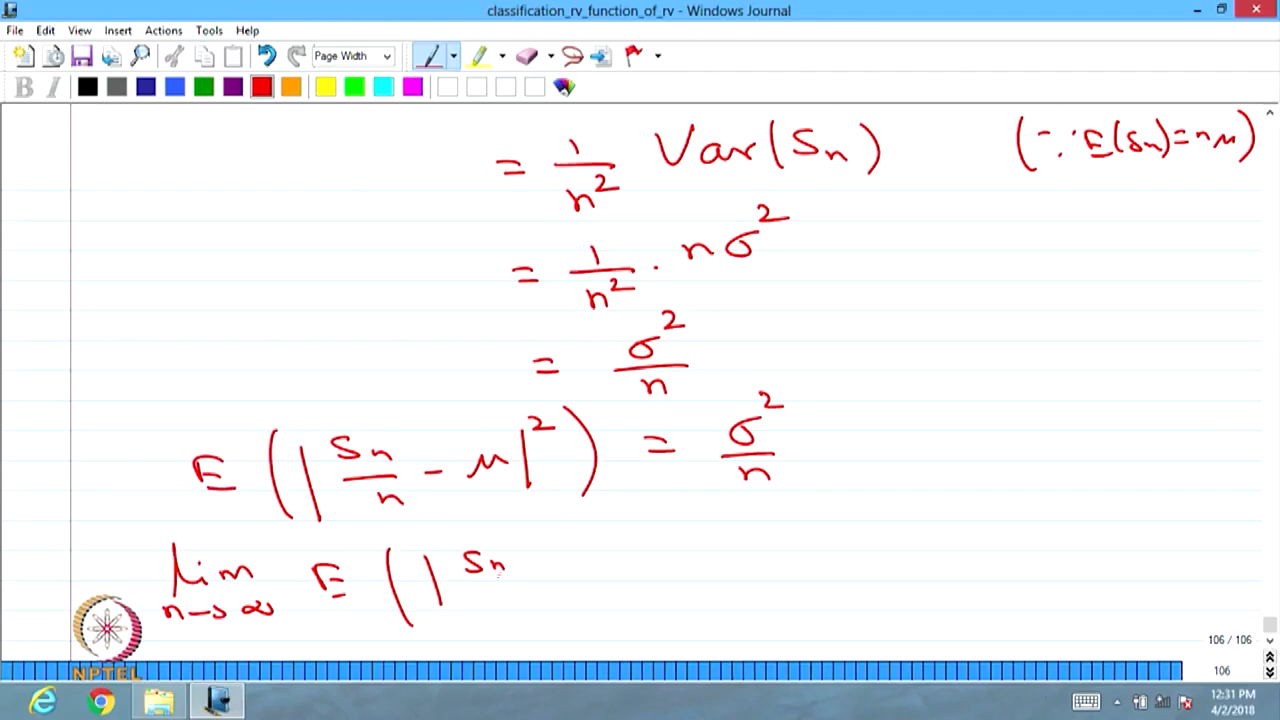 classification_rv_function_of_rv - Windows Journal
File Edit View Insert Actions Tools Help
Page Width
B I
= 1/n² Var(Sn) (∵ E(Sn)=nμ)
= 1/n² · nσ²
= σ²/n
E(|Sn/n - μ|²) = σ²/n
lim n→∞ E(|Sn
NPTEL
106 / 106
106
12:31 PM
4/2/2018